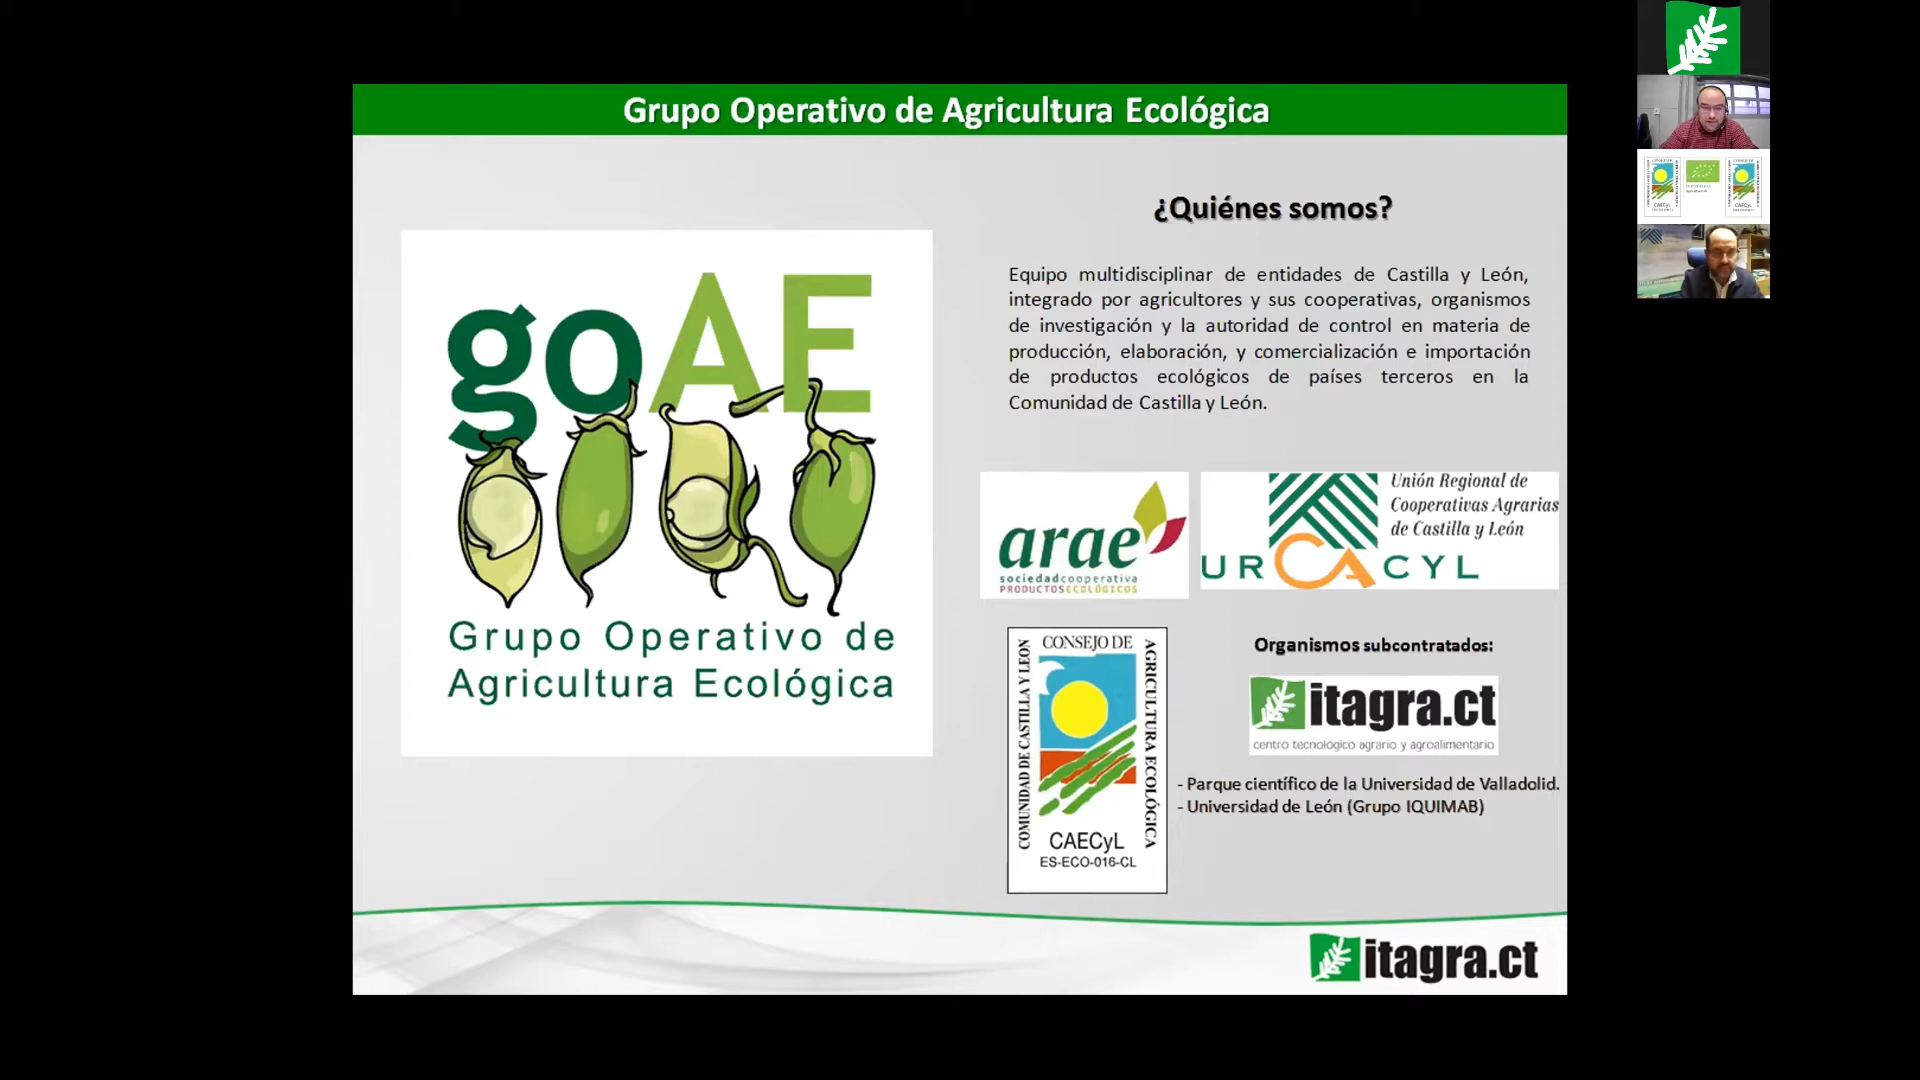 Grupo Operativo de Agricultura Ecológica
goAE
Grupo Operativo de
Agricultura Ecológica
¿Quiénes somos?
Equipo multidisciplinar de entidades de Castilla y León,
integrado por agricultores y sus cooperativas, organismos
de investigación y la autoridad de control en materia de
producción, elaboración, y comercialización e importación
de productos ecológicos de países terceros en la
Comunidad de Castilla y León.
arae
sociedadcooperativa
PRODUCTOSECOLÓGICOS
Unión Regional de
Cooperativas Agrarias
de Castilla y León
URCACYL
CONSEJO DE
AGRICULTURA ECOLÓGICA
COMUNIDAD DE CASTILLA Y LEON
CAECyL
ES-ECO-016-CL
Organismos subcontratados:
itagra.ct
centro tecnológico agrario y agroalimentario
- Parque científico de la Universidad de Valladolid.
- Universidad de León (Grupo IQUIMAB)
itagra.ct
CAECyL
CAECyL